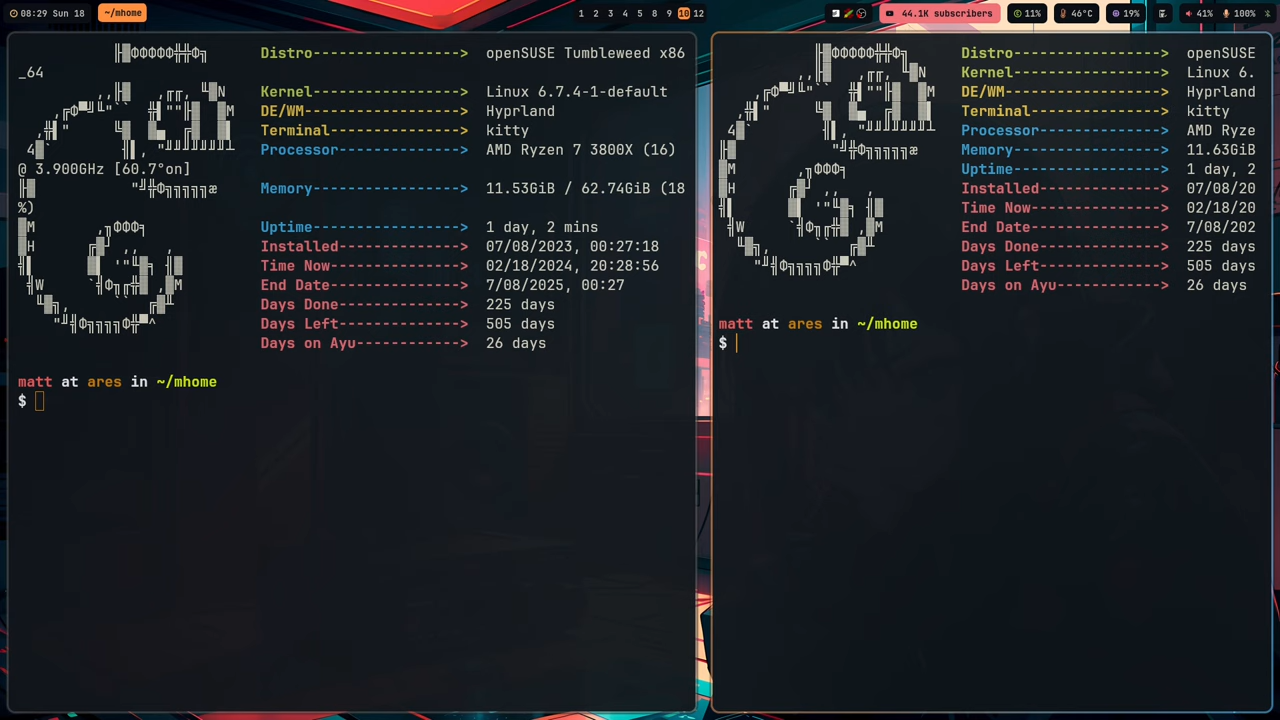 08:29 Sun 18 ~/mhome 1 2 3 4 5 8 9 10 12 44.1K subscribers 11% 46°C 19% 41% 100%
Distro------------------> openSUSE Tumbleweed x86
_64
Kernel------------------> Linux 6.7.4-1-default
DE/WM-------------------> Hyprland
Terminal----------------> kitty
Processor---------------> AMD Ryzen 7 3800X (16)
@ 3.900GHz [60.7°on]
Memory------------------> 11.53GiB / 62.74GiB (18
%)
Uptime------------------> 1 day, 2 mins
Installed---------------> 07/08/2023, 00:27:18
Time Now----------------> 02/18/2024, 20:28:56
End Date----------------> 7/08/2025, 00:27
Days Done---------------> 225 days
Days Left---------------> 505 days
Days on Ayu-------------> 26 days
matt at ares in ~/mhome
$
Distro------------------> openSUSE
Kernel------------------> Linux 6.
DE/WM-------------------> Hyprland
Terminal----------------> kitty
Processor---------------> AMD Ryze
Memory------------------> 11.63GiB
Uptime------------------> 1 day, 2
Installed---------------> 07/08/20
Time Now----------------> 02/18/20
End Date----------------> 7/08/202
Days Done---------------> 225 days
Days Left---------------> 505 days
Days on Ayu-------------> 26 days
matt at ares in ~/mhome
$